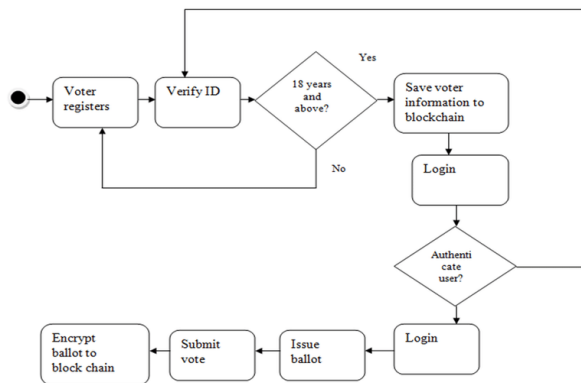 Yes
Voter
registers
Verify ID
18 years
and
above?
Save voter
information to
blockchain
No
Login
Authenti
cate
user?
Encrypt
ballot to
block chain
Submit
vote
Issue
ballot
Login